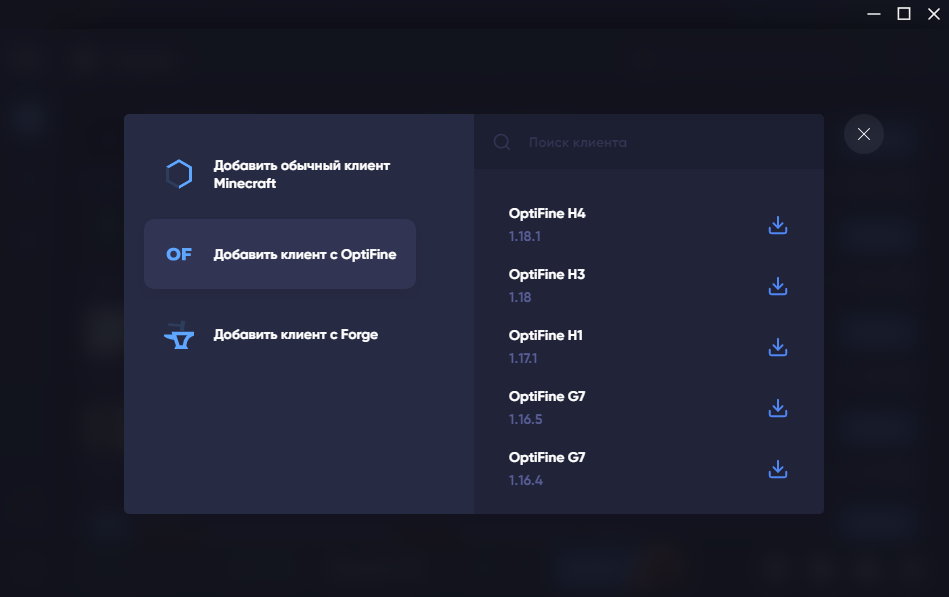 Добавить обычный клиент
Minecraft
OF
Добавить клиент с OptiFine
Добавить клиент с Forge
Поиск клиента
OptiFine H4
1.18.1
OptiFine H3
1.18
OptiFine H1
1.17.1
OptiFine G7
1.16.5
OptiFine G7
1.16.4